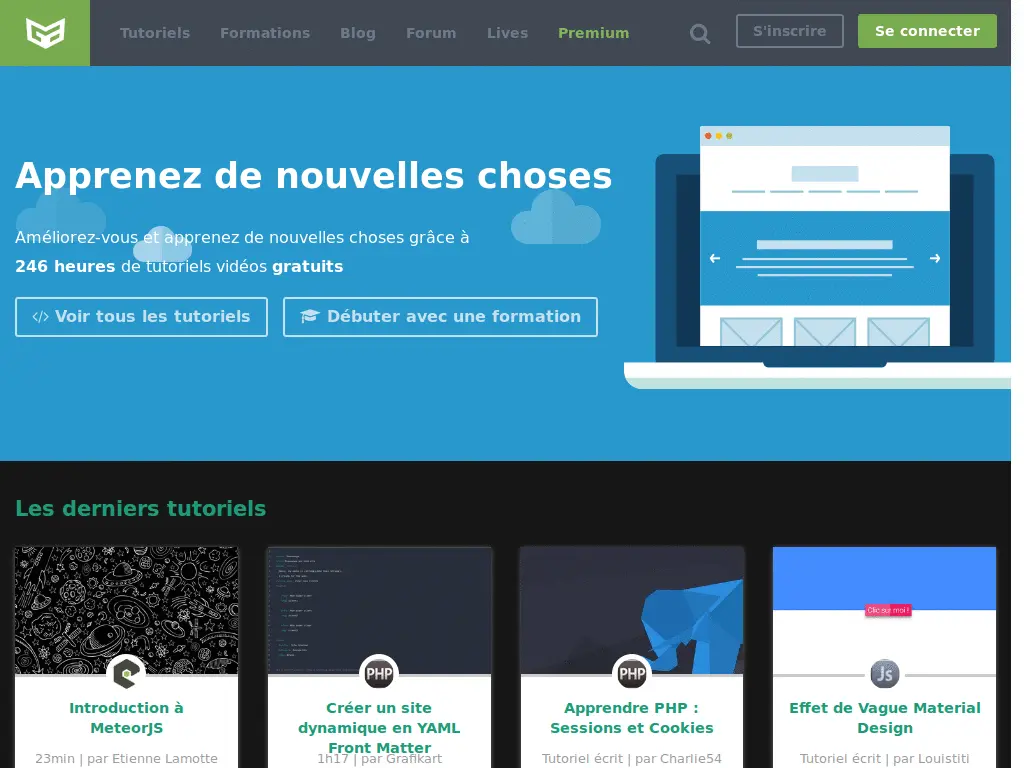 Tutoriels Formations Blog Forum Lives Premium S'inscrire Se connecter
Apprenez de nouvelles choses
Améliorez-vous et apprenez de nouvelles choses grâce à
246 heures de tutoriels vidéos gratuits
Voir tous les tutoriels Débuter avec une formation
Les derniers tutoriels
Clic sur moi !
PHP
PHP
Js
Introduction à
MeteorJS
23min | par Etienne Lamotte
Créer un site
dynamique en YAML
Front Matter
1h17 | par Grafikart
Apprendre PHP :
Sessions et Cookies
Tutoriel écrit | par Charlie54
Effet de Vague Material
Design
Tutoriel écrit | par Louistiti